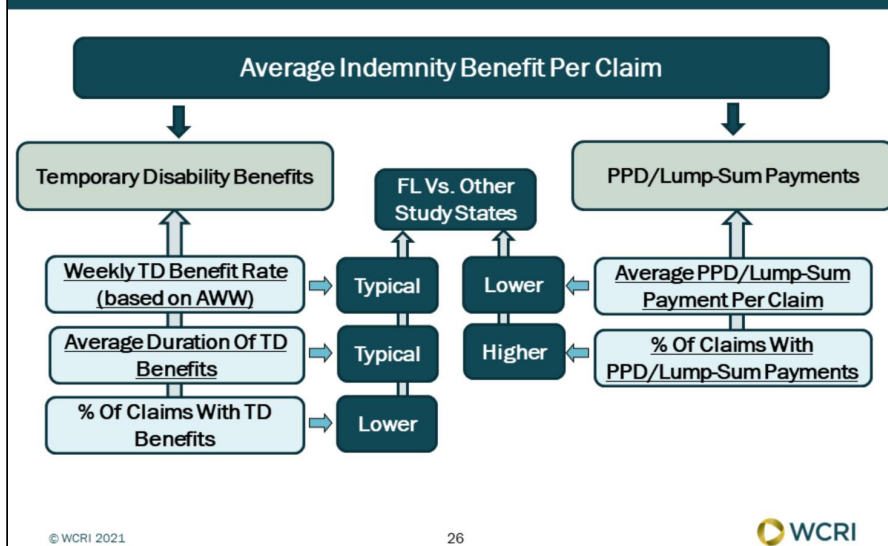 Average Indemnity Benefit Per Claim
Temporary Disability Benefits
FL Vs. Other
Study States
PPD/Lump-Sum Payments
Weekly TD Benefit Rate
(based on AWW)
Typical
Lower
Average PPD/Lump-Sum
Payment Per Claim
Average Duration Of TD
Benefits
Typical
Higher
% Of Claims With
PPD/Lump-Sum Payments
% Of Claims With TD
Benefits
Lower
© WCRI 2021
26
WCRI